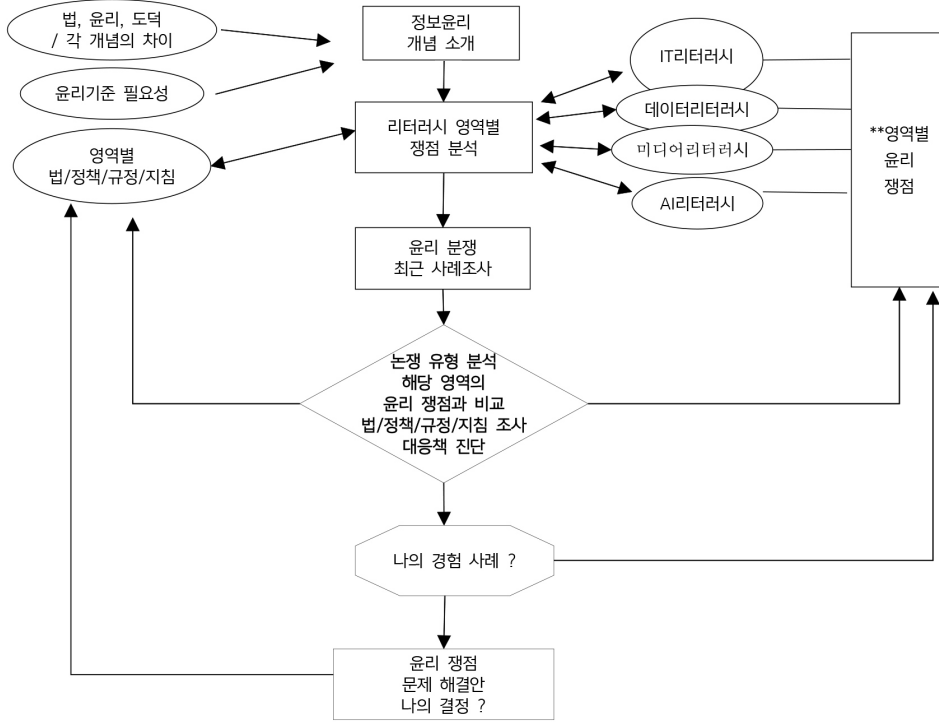 법, 윤리, 도덕
/ 각 개념의 차이
윤리기준 필요성
영역별
법/정책/규정/지침
정보윤리
개념 소개
리터러시 영역별
쟁점 분석
IT리터러시
데이터리터러시
미디어리터러시
AI리터러시
**영역별
윤리
쟁점
윤리 분쟁
최근 사례조사
논쟁 유형 분석
해당 영역의
윤리 쟁점과 비교
법/정책/규정/지침 조사
대응책 진단
나의 경험 사례 ?
윤리 쟁점
문제 해결안
나의 결정 ?